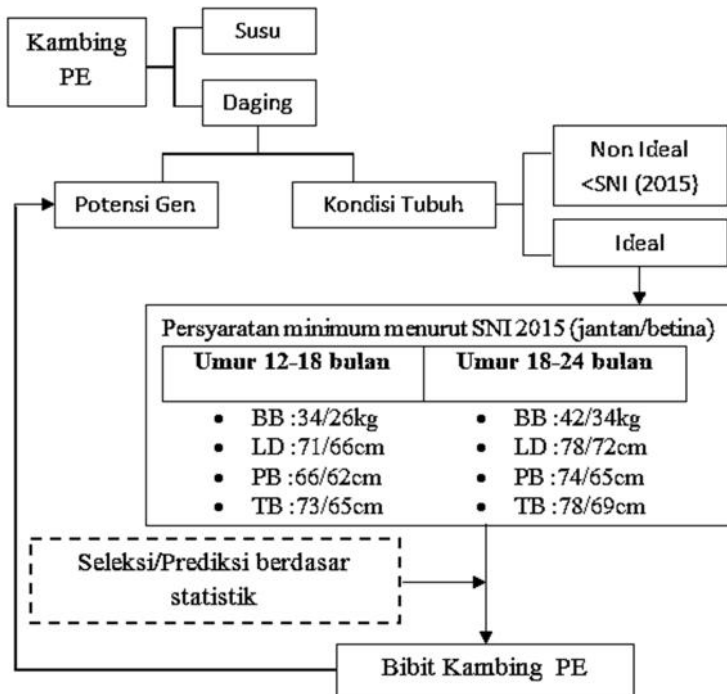 Kambing
PE
Susu
Daging
Potensi Gen
Kondisi Tubuh
Non Ideal
<SNI (2015)
Ideal
Persyaratan minimum menurut SNI 2015 (jantan/betina)
Umur 12-18 bulan
Umur 18-24 bulan
• BB :34/26kg
• LD :71/66cm
• PB :66/62cm
• TB :73/65cm
• BB :42/34kg
• LD :78/72cm
• PB :74/65cm
• TB :78/69cm
Seleksi/Prediksi berdasar
statistik
Bibit Kambing PE